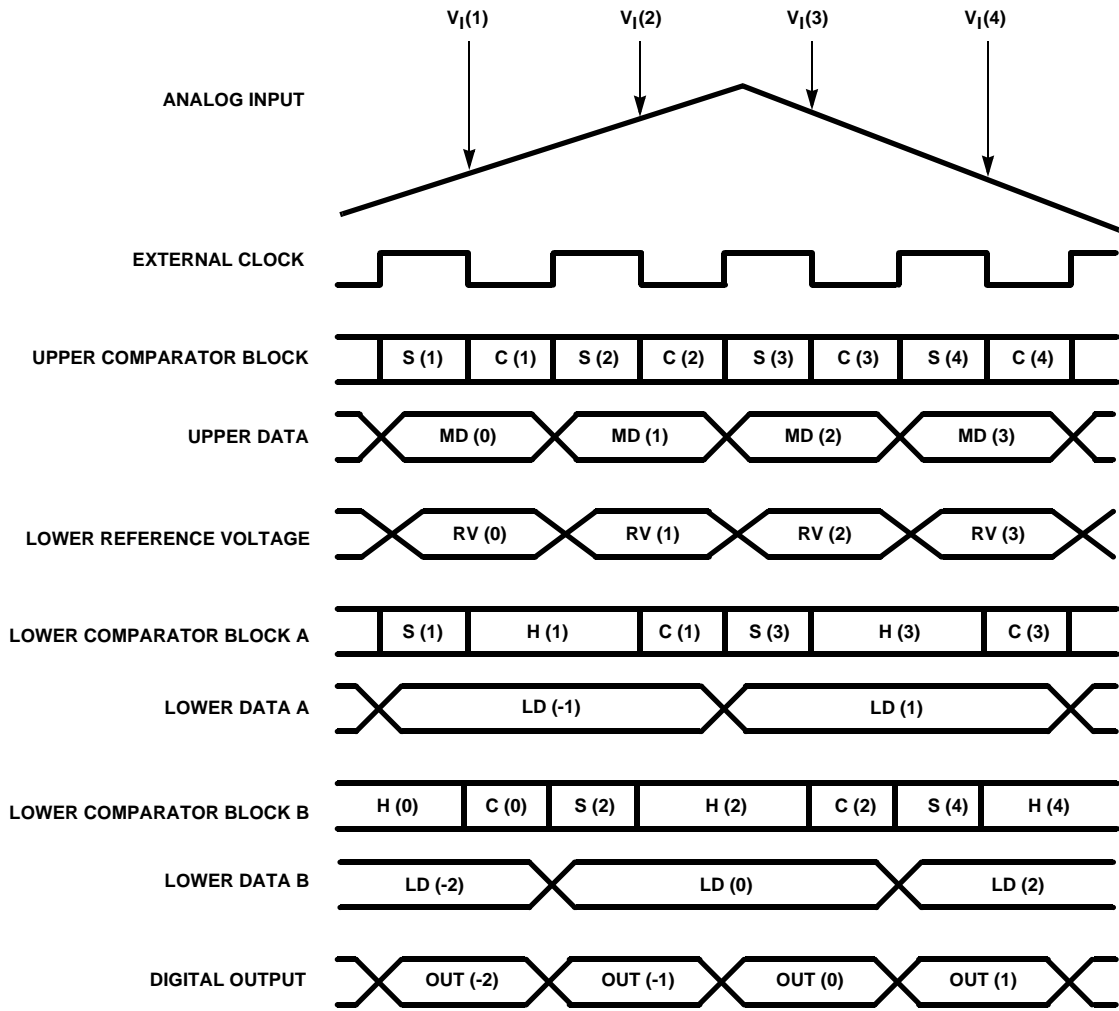 V_I(1) V_I(2) V_I(3) V_I(4)
ANALOG INPUT
EXTERNAL CLOCK
UPPER COMPARATOR BLOCK S (1) C (1) S (2) C (2) S (3) C (3) S (4) C (4)
UPPER DATA MD (0) MD (1) MD (2) MD (3)
LOWER REFERENCE VOLTAGE RV (0) RV (1) RV (2) RV (3)
LOWER COMPARATOR BLOCK A S (1) H (1) C (1) S (3) H (3) C (3)
LOWER DATA A LD (-1) LD (1)
LOWER COMPARATOR BLOCK B H (0) C (0) S (2) H (2) C (2) S (4) H (4)
LOWER DATA B LD (-2) LD (0) LD (2)
DIGITAL OUTPUT OUT (-2) OUT (-1) OUT (0) OUT (1)